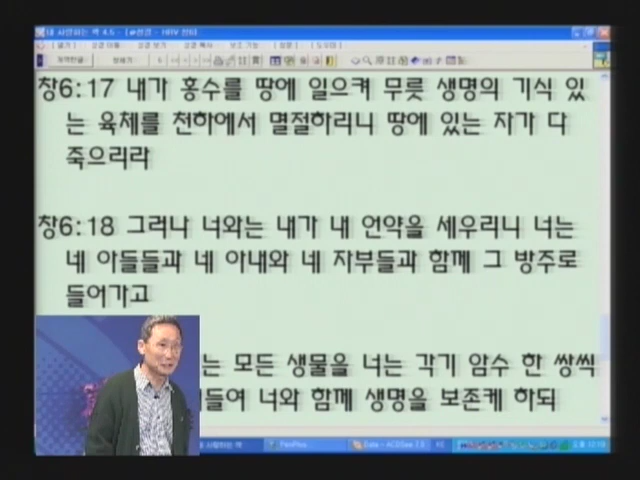 창6:17 내가 홍수를 땅에 일으켜 무릇 생명의 기식 있
는 육체를 천하에서 멸절하리니 땅에 있는 자가 다
죽으리라
창6:18 그러나 너와는 내가 내 언약을 세우리니 너는
네 아들들과 네 아내와 네 자부들과 함께 그 방주로
들어가고
는 모든 생물을 너는 각기 암수 한 쌍씩
들여 너와 함께 생명을 보존케 하되